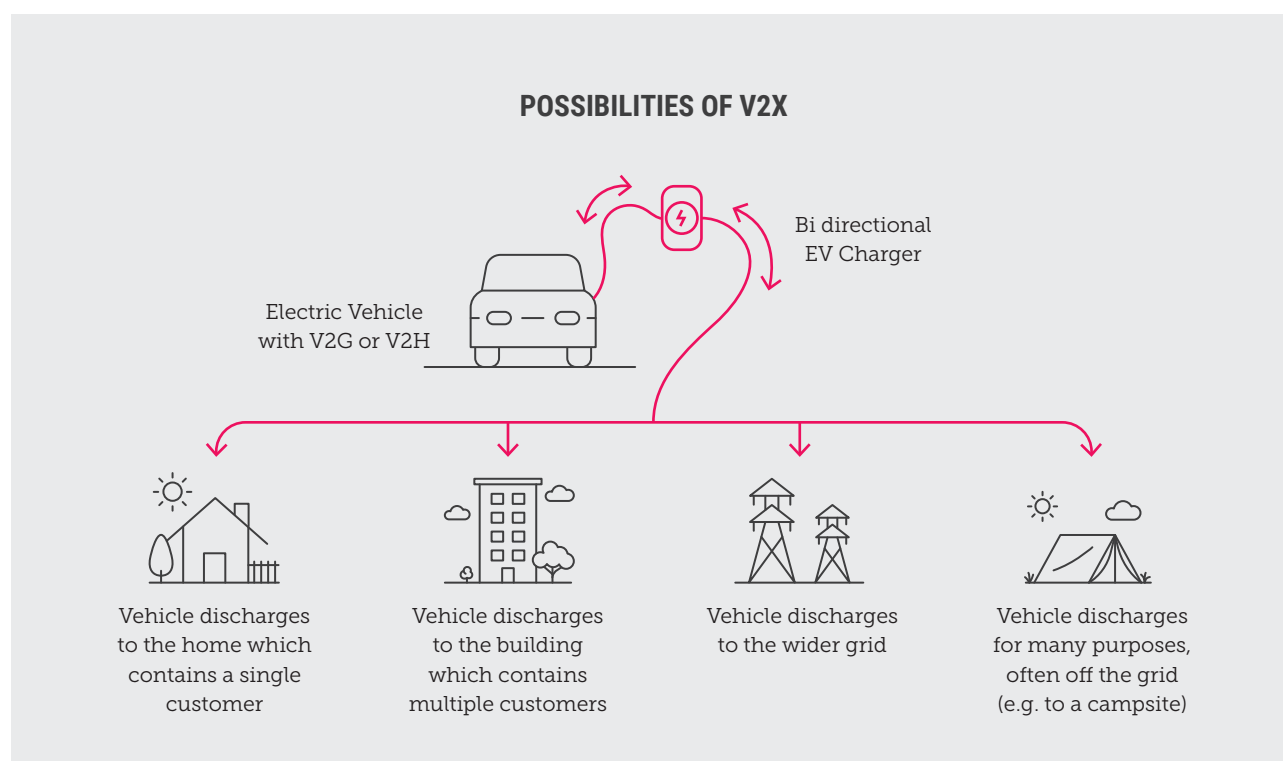 POSSIBILITIES OF V2X
Bi directional
EV Charger
Electric Vehicle
with V2G or V2H
Vehicle discharges
to the home which
contains a single
customer
Vehicle discharges
to the building
which contains
multiple customers
Vehicle discharges
to the wider grid
Vehicle discharges
for many purposes,
often off the grid
(e.g. to a campsite)